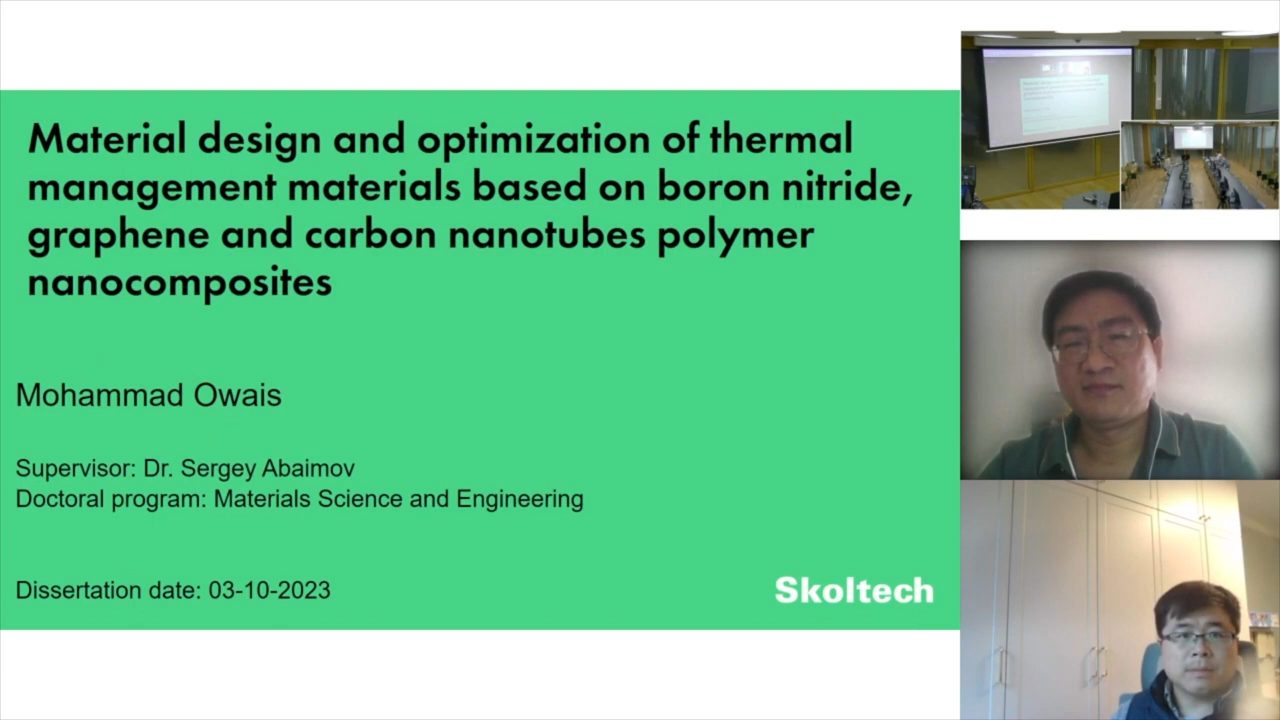 Material design and optimization of thermal
management materials based on boron nitride,
graphene and carbon nanotubes polymer
nanocomposites
Mohammad Owais
Supervisor: Dr. Sergey Abaimov
Doctoral program: Materials Science and Engineering
Dissertation date: 03-10-2023
Skoltech